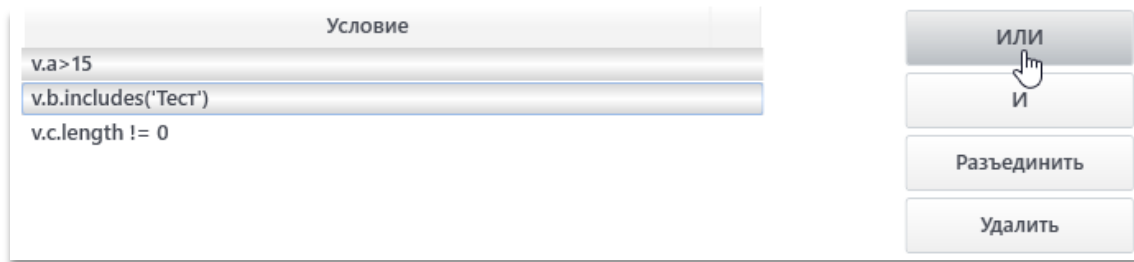 Условие
v.a>15
v.b.includes('Тест')
v.c.length != 0
ИЛИ
И
Разъединить
Удалить